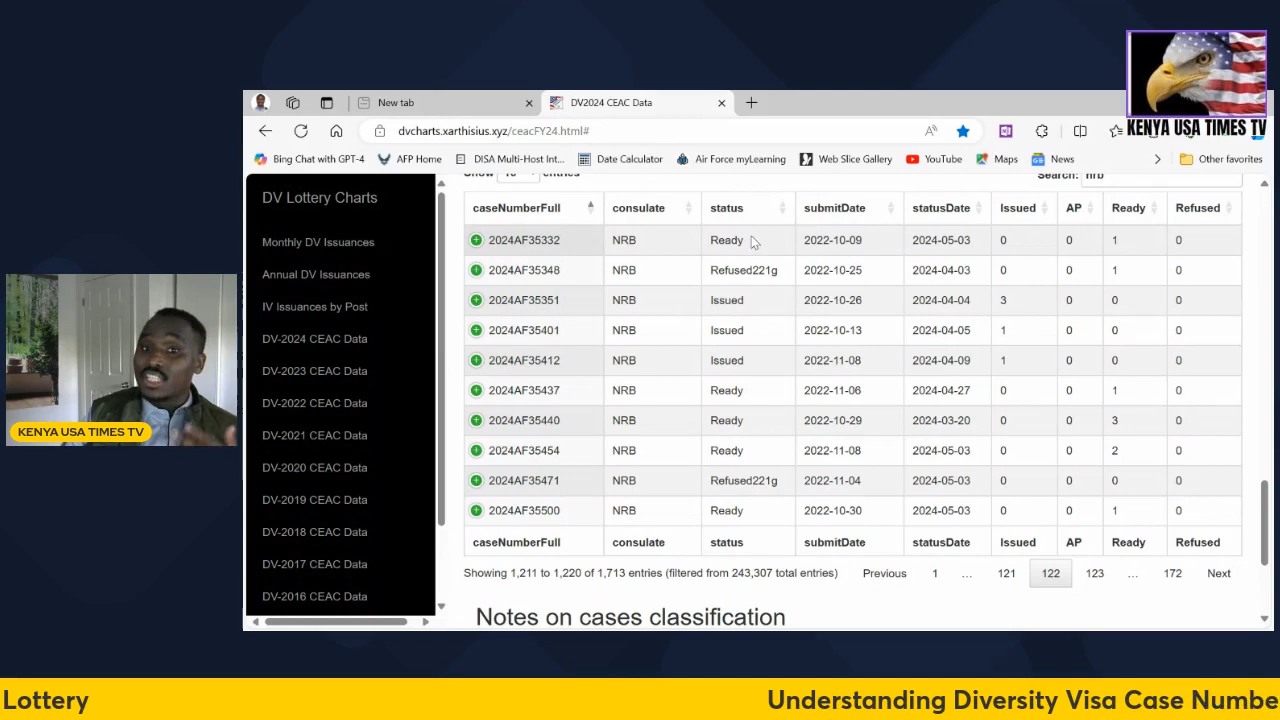 KENYA USA TIMES TV
New tab
DV2024 CEAC Data
dvcharts.xarthisius.xyz/ceacFY24.html#
Bing Chat with GPT-4 AFP Home DISA Multi-Host Int... Date Calculator Air Force myLearning Web Slice Gallery YouTube Maps News Other favorites
DV Lottery Charts
Monthly DV Issuances
Annual DV Issuances
IV Issuances by Post
DV-2024 CEAC Data
DV-2023 CEAC Data
DV-2022 CEAC Data
DV-2021 CEAC Data
DV-2020 CEAC Data
DV-2019 CEAC Data
DV-2018 CEAC Data
DV-2017 CEAC Data
DV-2016 CEAC Data
Show 10 entries Search: nrb
caseNumberFull consulate status submitDate statusDate Issued AP Ready Refused
2024AF35332 NRB Ready 2022-10-09 2024-05-03 0 0 1 0
2024AF35348 NRB Refused221g 2022-10-25 2024-04-03 0 0 1 0
2024AF35351 NRB Issued 2022-10-26 2024-04-04 3 0 0 0
2024AF35401 NRB Issued 2022-10-13 2024-04-05 1 0 0 0
2024AF35412 NRB Issued 2022-11-08 2024-04-09 1 0 0 0
2024AF35437 NRB Ready 2022-11-06 2024-04-27 0 0 1 0
2024AF35440 NRB Ready 2022-10-29 2024-03-20 0 0 3 0
2024AF35454 NRB Ready 2022-11-08 2024-05-03 0 0 2 0
2024AF35471 NRB Refused221g 2022-11-04 2024-05-03 0 0 0 0
2024AF35500 NRB Ready 2022-10-30 2024-05-03 0 0 1 0
caseNumberFull consulate status submitDate statusDate Issued AP Ready Refused
Showing 1,211 to 1,220 of 1,713 entries (filtered from 243,307 total entries) Previous 1 ... 121 122 123 ... 172 Next
Notes on cases classification
KENYA USA TIMES TV
Lottery Understanding Diversity Visa Case Numbe